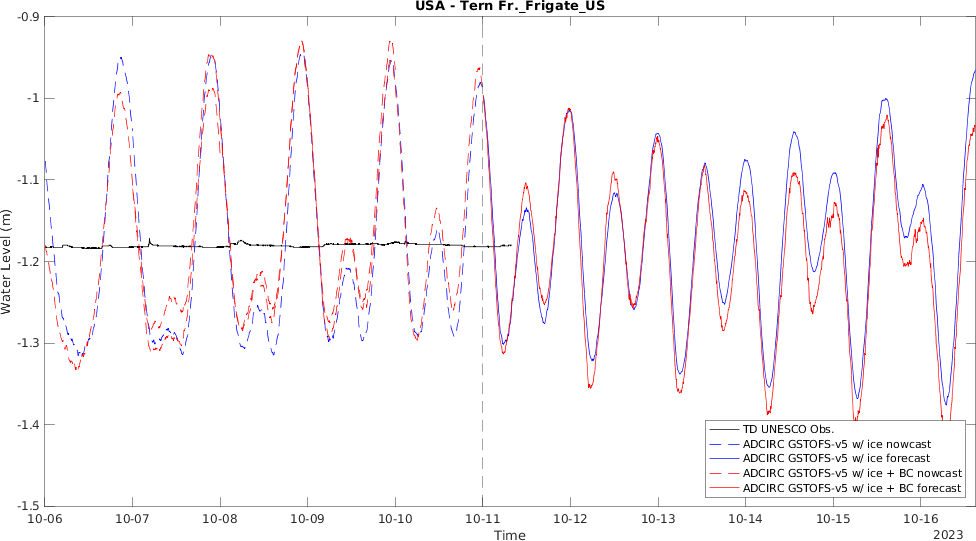 USA - Tern Fr._Frigate_US
-0.9
-1
-1.1
-1.2
-1.3
-1.4
-1.5
Water Level (m)
TD UNESCO Obs.
ADCIRC GSTOFS-v5 w/ ice nowcast
ADCIRC GSTOFS-v5 w/ ice forecast
ADCIRC GSTOFS-v5 w/ ice + BC nowcast
ADCIRC GSTOFS-v5 w/ ice + BC forecast
10-06 10-07 10-08 10-09 10-10 10-11 10-12 10-13 10-14 10-15 10-16
Time
2023